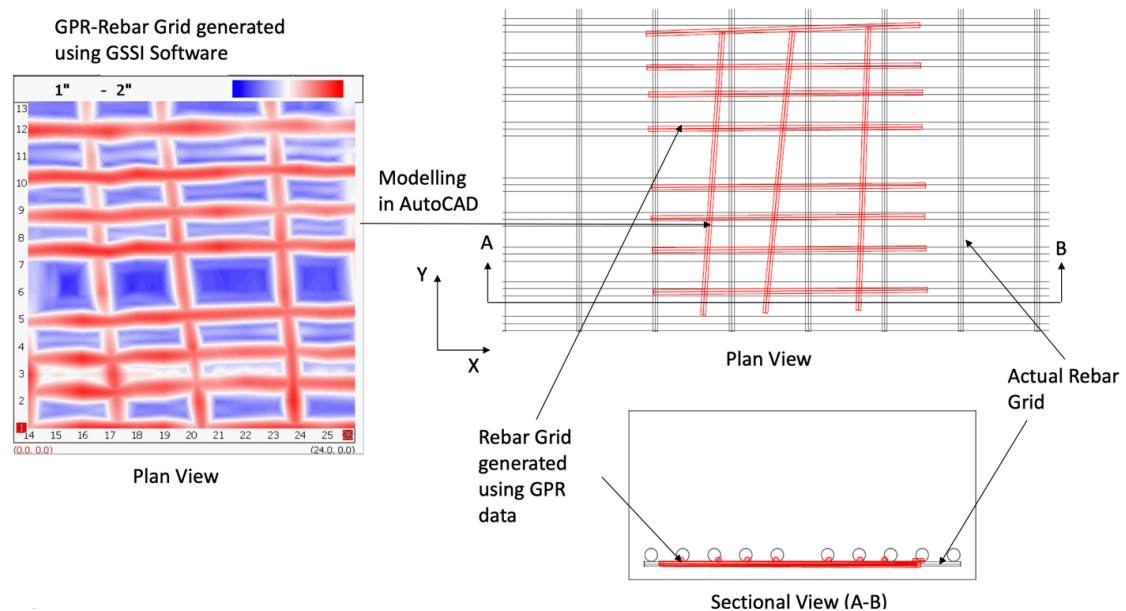 GPR-Rebar Grid generated
using GSSI Software
1" - 2"
13
12
11
10
9
8
7
6
5
4
3
2
1
14 15 16 17 18 19 20 21 22 23 24 25 26
(0.0, 0.0) (24.0, 0.0)
Plan View
Modelling
in AutoCAD
A
B
Y
X
Plan View
Actual Rebar
Grid
Rebar Grid
generated
using GPR
data
Sectional View (A-B)